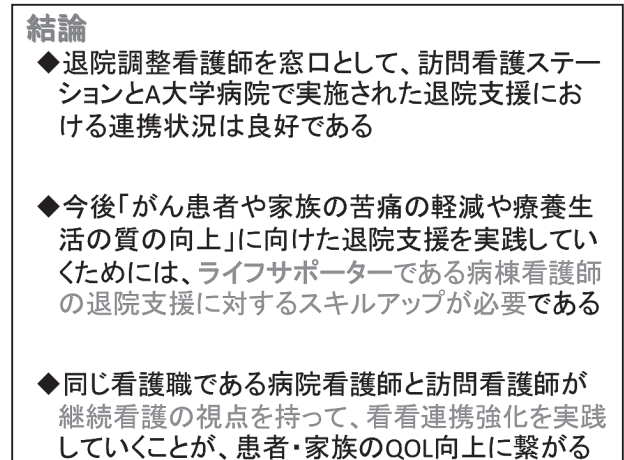 結論
◆退院調整看護師を窓口として、訪問看護ステー
ションとA大学病院で実施された退院支援にお
ける連携状況は良好である
◆今後「がん患者や家族の苦痛の軽減や療養生
活の質の向上」に向けた退院支援を実践してい
くためには、ライフサポーターである病棟看護師
の退院支援に対するスキルアップが必要である
◆同じ看護職である病院看護師と訪問看護師が
継続看護の視点を持って、看看連携強化を実践
していくことが、患者・家族のQOL向上に繋がる